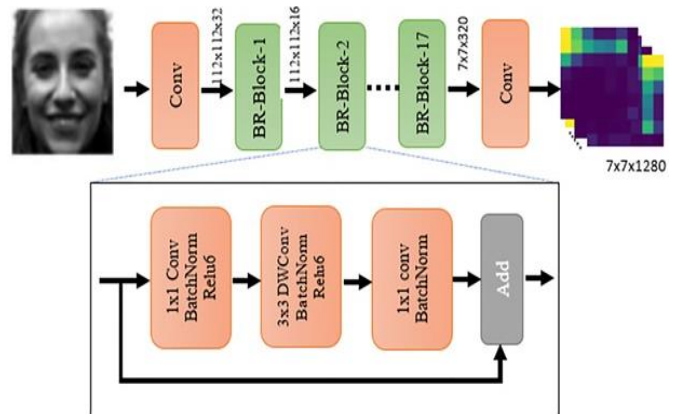 Conv
112x112x32
BR-Block-1
112x112x16
BR-Block-2
BR-Block-17
7x7x320
Conv
7x7x1280
1x1 Conv
BatchNorm
Relu6
3x3 DWConv
BatchNorm
Relu6
1x1 conv
BatchNorm
Add